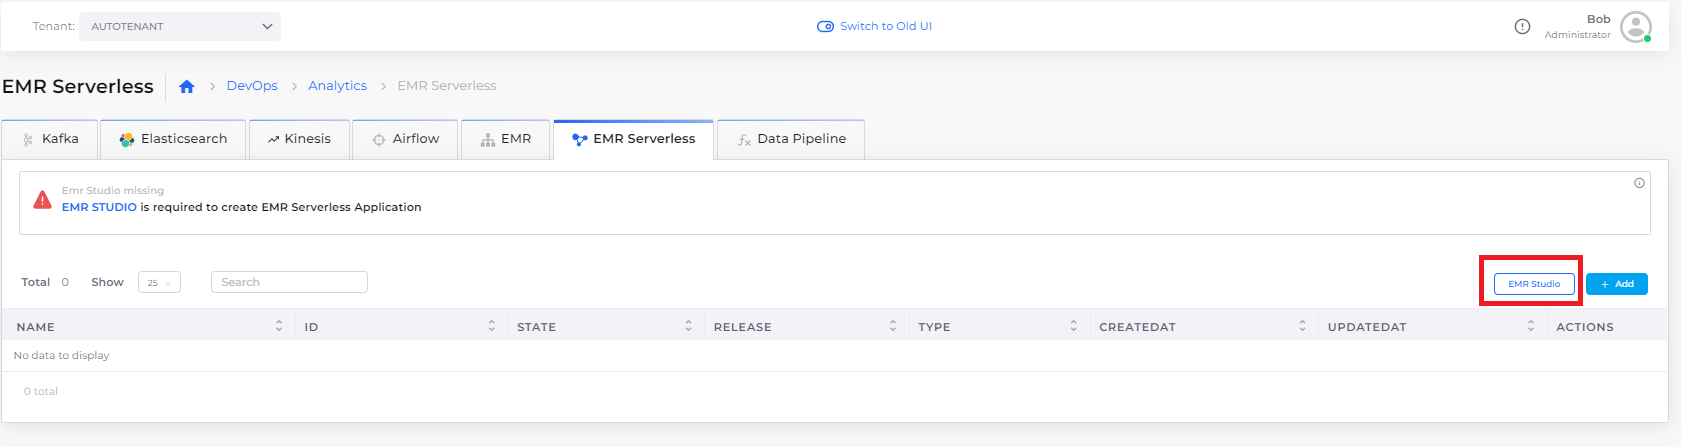 Tenant: AUTOTENANT Switch to Old UI Bob
Administrator
EMR Serverless > DevOps > Analytics > EMR Serverless
Kafka Elasticsearch Kinesis Airflow EMR EMR Serverless Data Pipeline
Emr Studio missing
EMR STUDIO is required to create EMR Serverless Application
Total 0 Show 25 Search EMR Studio + Add
NAME ID STATE RELEASE TYPE CREATEDAT UPDATEDAT ACTIONS
No data to display
0 total